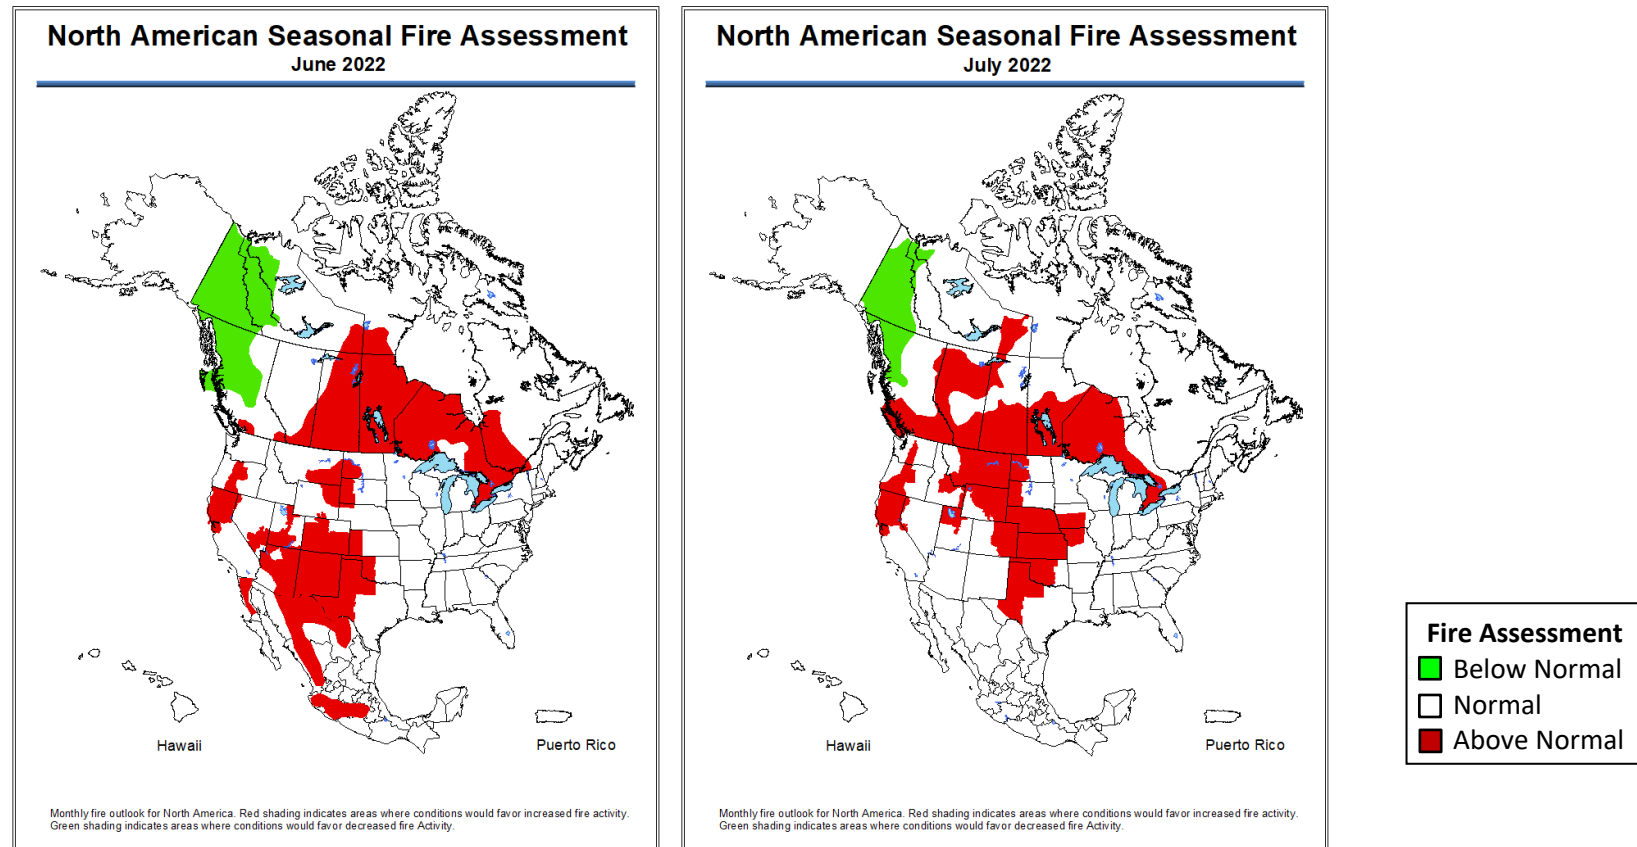 North American Seasonal Fire Assessment
June 2022
Hawaii
Puerto Rico
Monthly fire outlook for North America. Red shading indicates areas where conditions would favor increased fire activity.
Green shading indicates areas where conditions would favor decreased fire Activity.
North American Seasonal Fire Assessment
July 2022
Hawaii
Puerto Rico
Monthly fire outlook for North America. Red shading indicates areas where conditions would favor increased fire activity.
Green shading indicates areas where conditions would favor decreased fire Activity.
Fire Assessment
Below Normal
Normal
Above Normal